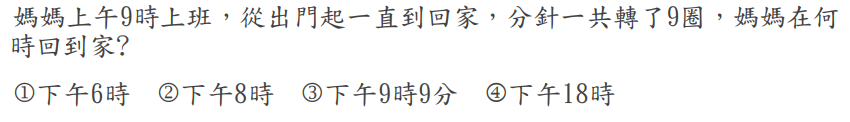 媽媽上午9時上班，從出門起一直到回家，分針一共轉了9圈，媽媽在何
時回到家?
①下午6時　②下午8時　③下午9時9分　④下午18時